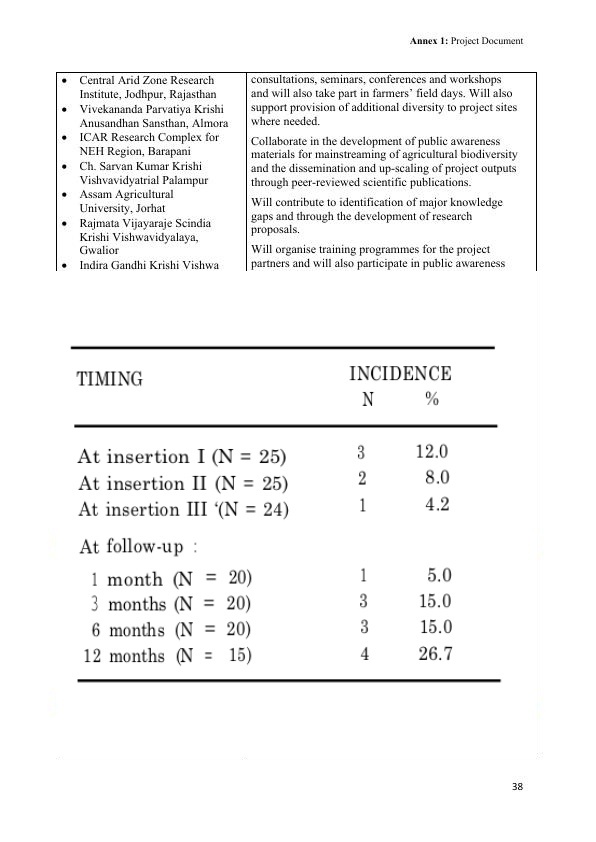 Annex 1: Project Document
• Central Arid Zone Research
Institute, Jodhpur, Rajasthan
• Vivekananda Parvatiya Krishi
Anusandhan Sansthan, Almora
• ICAR Research Complex for
NEH Region, Barapani
• Ch. Sarvan Kumar Krishi
Vishvavidyatrial Palampur
• Assam Agricultural
University, Jorhat
• Rajmata Vijayaraje Scindia
Krishi Vishwavidyalaya,
Gwalior
• Indira Gandhi Krishi Vishwa
consultations, seminars, conferences and workshops
and will also take part in farmers’ field days. Will also
support provision of additional diversity to project sites
where needed.
Collaborate in the development of public awareness
materials for mainstreaming of agricultural biodiversity
and the dissemination and up-scaling of project outputs
through peer-reviewed scientific publications.
Will contribute to identification of major knowledge
gaps and through the development of research
proposals.
Will organise training programmes for the project
partners and will also participate in public awareness
TIMING INCIDENCE
N %
At insertion I (N = 25) 3 12.0
At insertion II (N = 25) 2 8.0
At insertion III ‘(N = 24) 1 4.2
At follow-up :
1 month (N = 20) 1 5.0
3 months (N = 20) 3 15.0
6 months (N = 20) 3 15.0
12 months (N = 15) 4 26.7
38